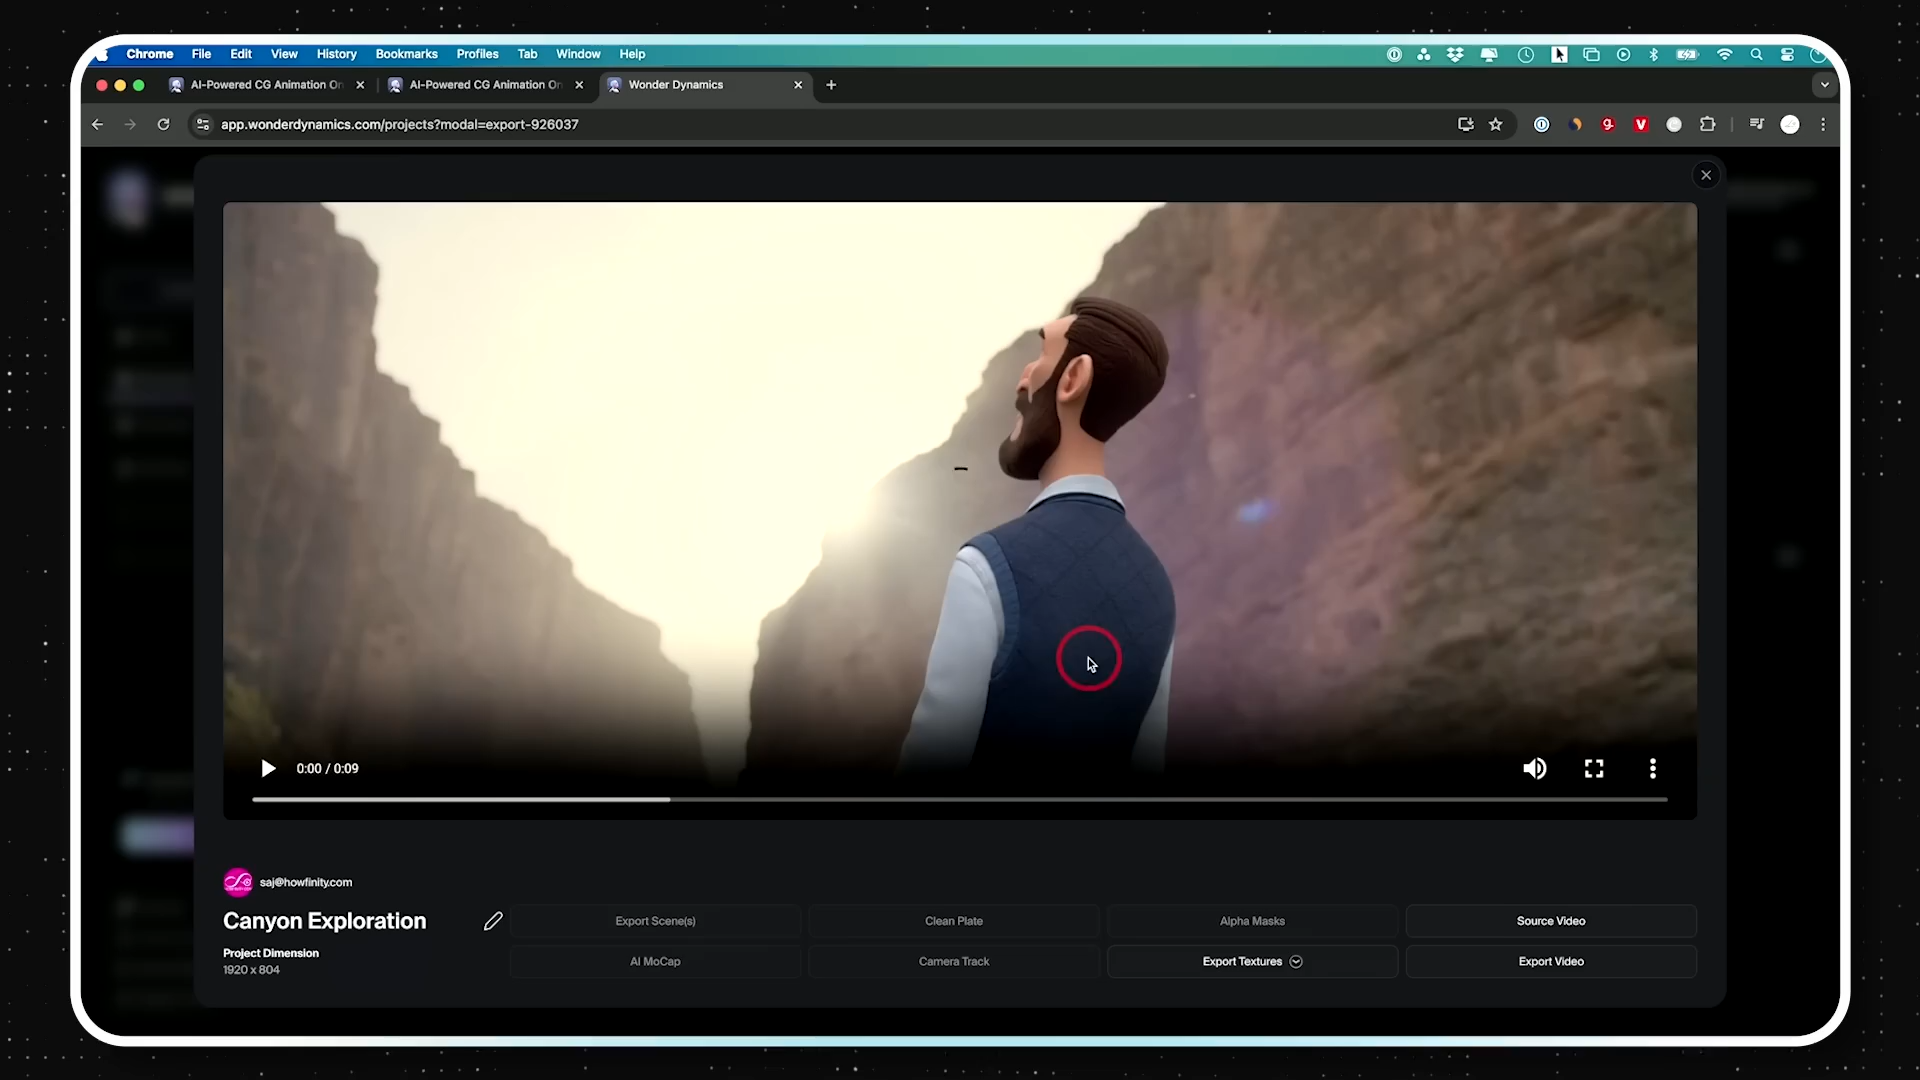 Chrome File Edit View History Bookmarks Profiles Tab Window Help
AI-Powered CG Animation On AI-Powered CG Animation On Wonder Dynamics
app.wonderdynamics.com/projects?modal=export-926037
0:00 / 0:09
saj@howfinity.com
Canyon Exploration
Project Dimension
1920 x 804
Export Scene(s) Clean Plate Alpha Masks Source Video
AI MoCap Camera Track Export Textures Export Video